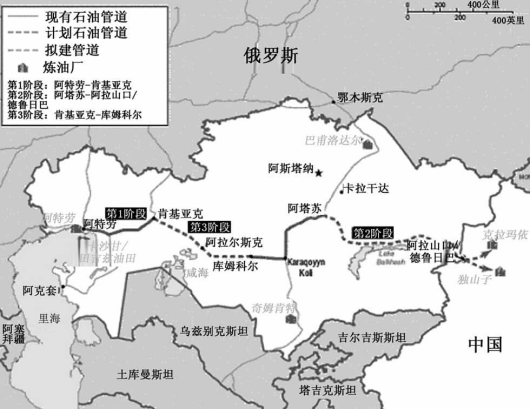 现有石油管道
计划石油管道
拟建管道
炼油厂
第1阶段：阿特劳-肯基亚克
第2阶段：阿塔苏-阿拉山口/
德鲁日巴
第3阶段：肯基亚克-库姆科尔
400公里
400英里
俄罗斯
鄂木斯克
巴甫洛达尔
阿斯塔纳
卡拉干达
阿特劳
阿特劳
第1阶段
肯基亚克
阿塔苏
第3阶段
第2阶段
阿拉尔斯克
阿拉山口/
德鲁日巴
克拉玛依
田吉兹油田
Lake
Balkhash
咸海
库姆科尔
Karaqoyyn
Koli
独山子
阿克套
里海
奇姆肯特
阿塞
拜疆
乌兹别克斯坦
吉尔吉斯斯坦
中国
土库曼斯坦
塔吉克斯坦